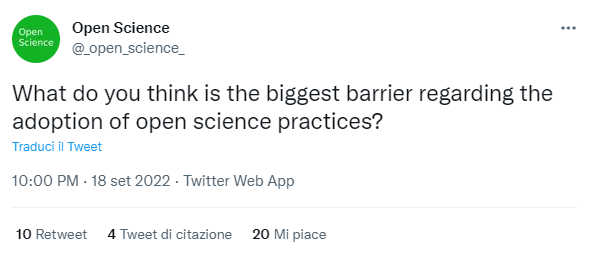 Open
Science
Open Science
@_open_science_
What do you think is the biggest barrier regarding the
adoption of open science practices?
Traduci il Tweet
10:00 PM · 18 set 2022 · Twitter Web App
10 Retweet 4 Tweet di citazione 20 Mi piace